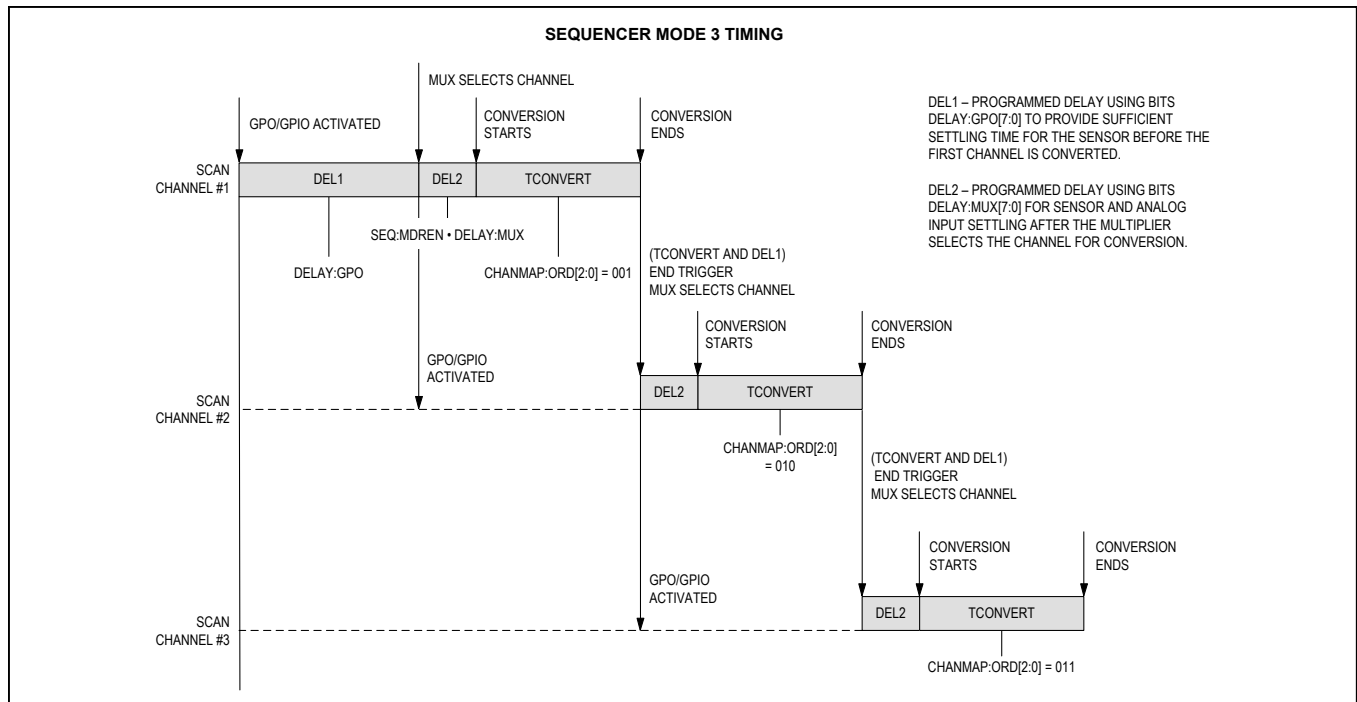 SEQUENCER MODE 3 TIMING
MUX SELECTS CHANNEL
GPO/GPIO ACTIVATED
CONVERSION
STARTS
CONVERSION
ENDS
DEL1 – PROGRAMMED DELAY USING BITS
DELAY:GPO[7:0] TO PROVIDE SUFFICIENT
SETTLING TIME FOR THE SENSOR BEFORE THE
FIRST CHANNEL IS CONVERTED.
DEL2 – PROGRAMMED DELAY USING BITS
DELAY:MUX[7:0] FOR SENSOR AND ANALOG
INPUT SETTLING AFTER THE MULTIPLIER
SELECTS THE CHANNEL FOR CONVERSION.
SCAN
CHANNEL #1
DEL1
DEL2
TCONVERT
SEQ:MDREN • DELAY:MUX
DELAY:GPO
CHANMAP:ORD[2:0] = 001
(TCONVERT AND DEL1)
END TRIGGER
MUX SELECTS CHANNEL
GPO/GPIO
ACTIVATED
CONVERSION
STARTS
CONVERSION
ENDS
SCAN
CHANNEL #2
DEL2
TCONVERT
CHANMAP:ORD[2:0]
= 010
(TCONVERT AND DEL1)
END TRIGGER
MUX SELECTS CHANNEL
GPO/GPIO
ACTIVATED
CONVERSION
STARTS
CONVERSION
ENDS
SCAN
CHANNEL #3
DEL2
TCONVERT
CHANMAP:ORD[2:0] = 011